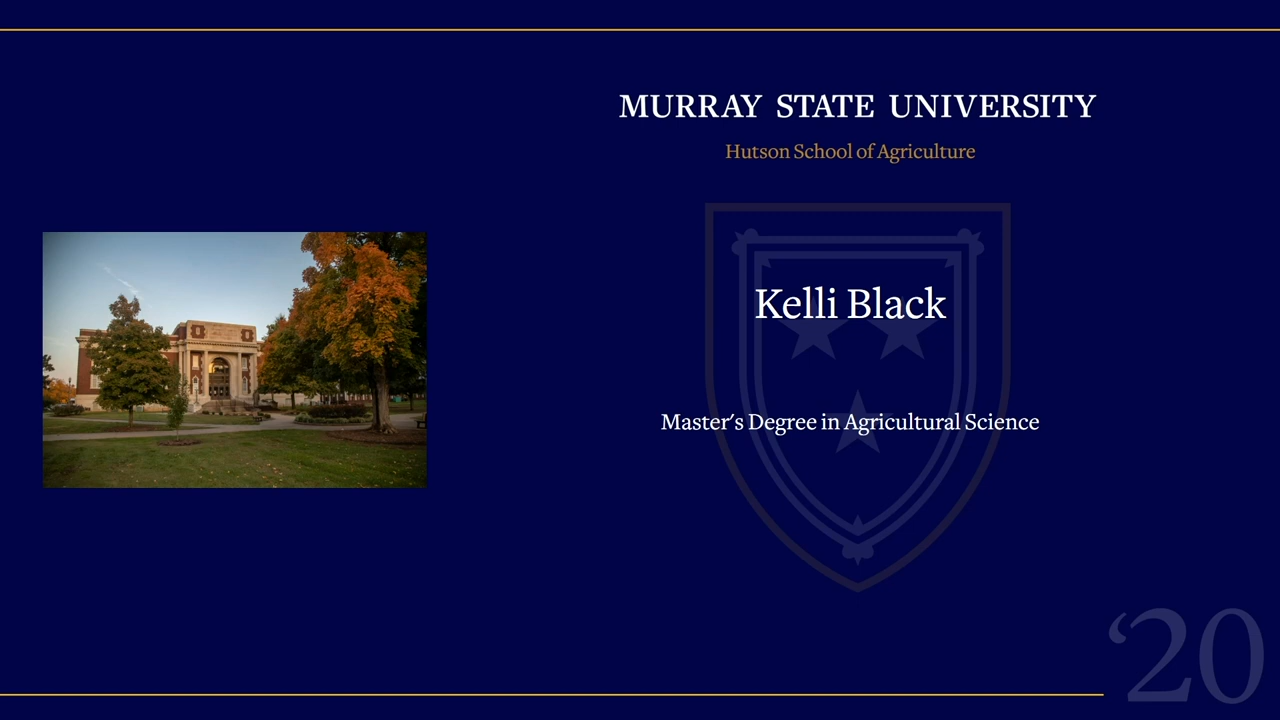 MURRAY STATE UNIVERSITY
Hutson School of Agriculture
Kelli Black
Master's Degree in Agricultural Science
‘20